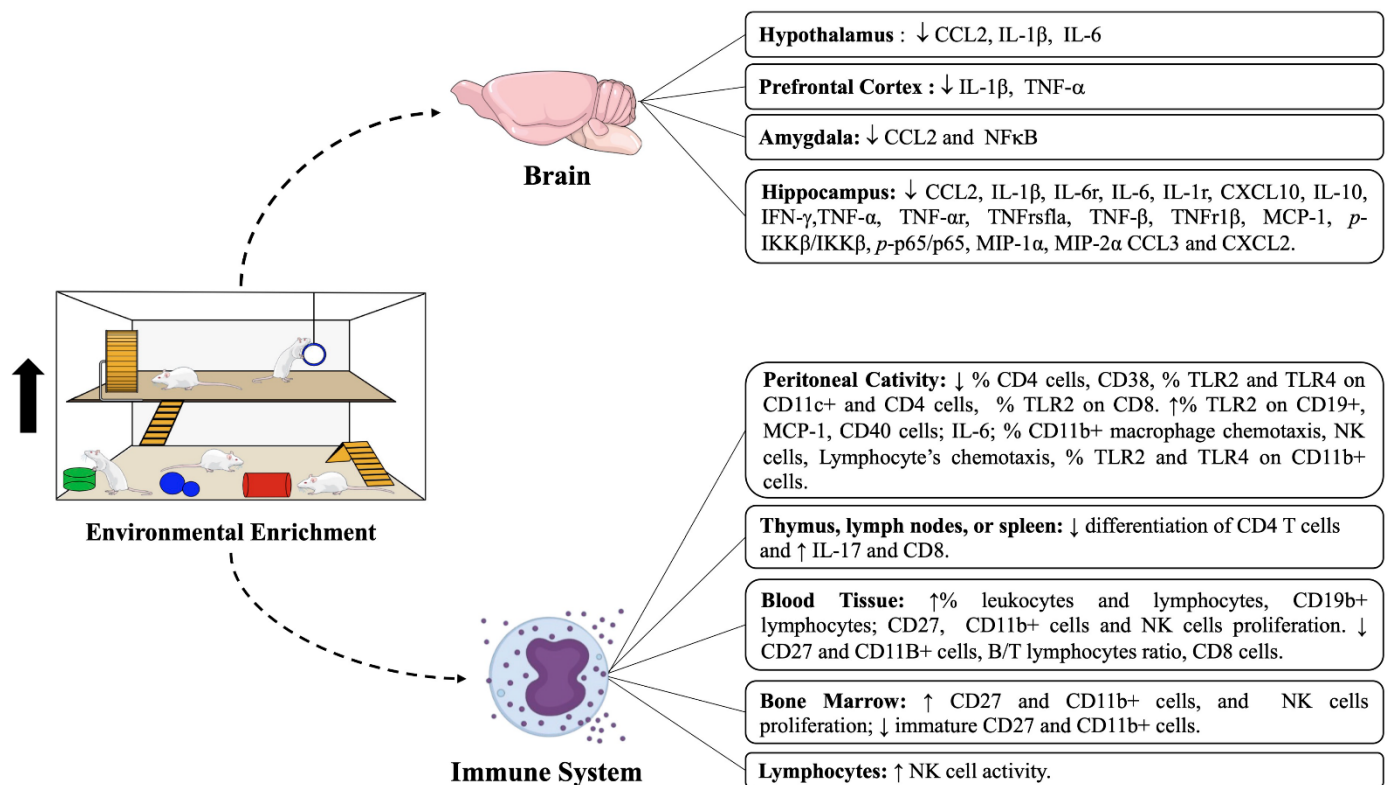 Hypothalamus : ↓ CCL2, IL-1β, IL-6
Prefrontal Cortex : ↓ IL-1β, TNF-α
Amygdala: ↓ CCL2 and NFκB
Brain
Hippocampus: ↓ CCL2, IL-1β, IL-6r, IL-6, IL-1r, CXCL10, IL-10,
IFN-γ,TNF-α, TNF-αr, TNFrsfla, TNF-β, TNFr1β, MCP-1, p-
IKKβ/IKKβ, p-p65/p65, MIP-1α, MIP-2α CCL3 and CXCL2.
Environmental Enrichment
Peritoneal Cativity: ↓ % CD4 cells, CD38, % TLR2 and TLR4 on
CD11c+ and CD4 cells, % TLR2 on CD8. ↑% TLR2 on CD19+,
MCP-1, CD40 cells; IL-6; % CD11b+ macrophage chemotaxis, NK
cells, Lymphocyte’s chemotaxis, % TLR2 and TLR4 on CD11b+
cells.
Thymus, lymph nodes, or spleen: ↓ differentiation of CD4 T cells
and ↑ IL-17 and CD8.
Blood Tissue: ↑% leukocytes and lymphocytes, CD19b+
lymphocytes; CD27, CD11b+ cells and NK cells proliferation. ↓
CD27 and CD11B+ cells, B/T lymphocytes ratio, CD8 cells.
Bone Marrow: ↑ CD27 and CD11b+ cells, and NK cells
proliferation; ↓ immature CD27 and CD11b+ cells.
Immune System
Lymphocytes: ↑ NK cell activity.